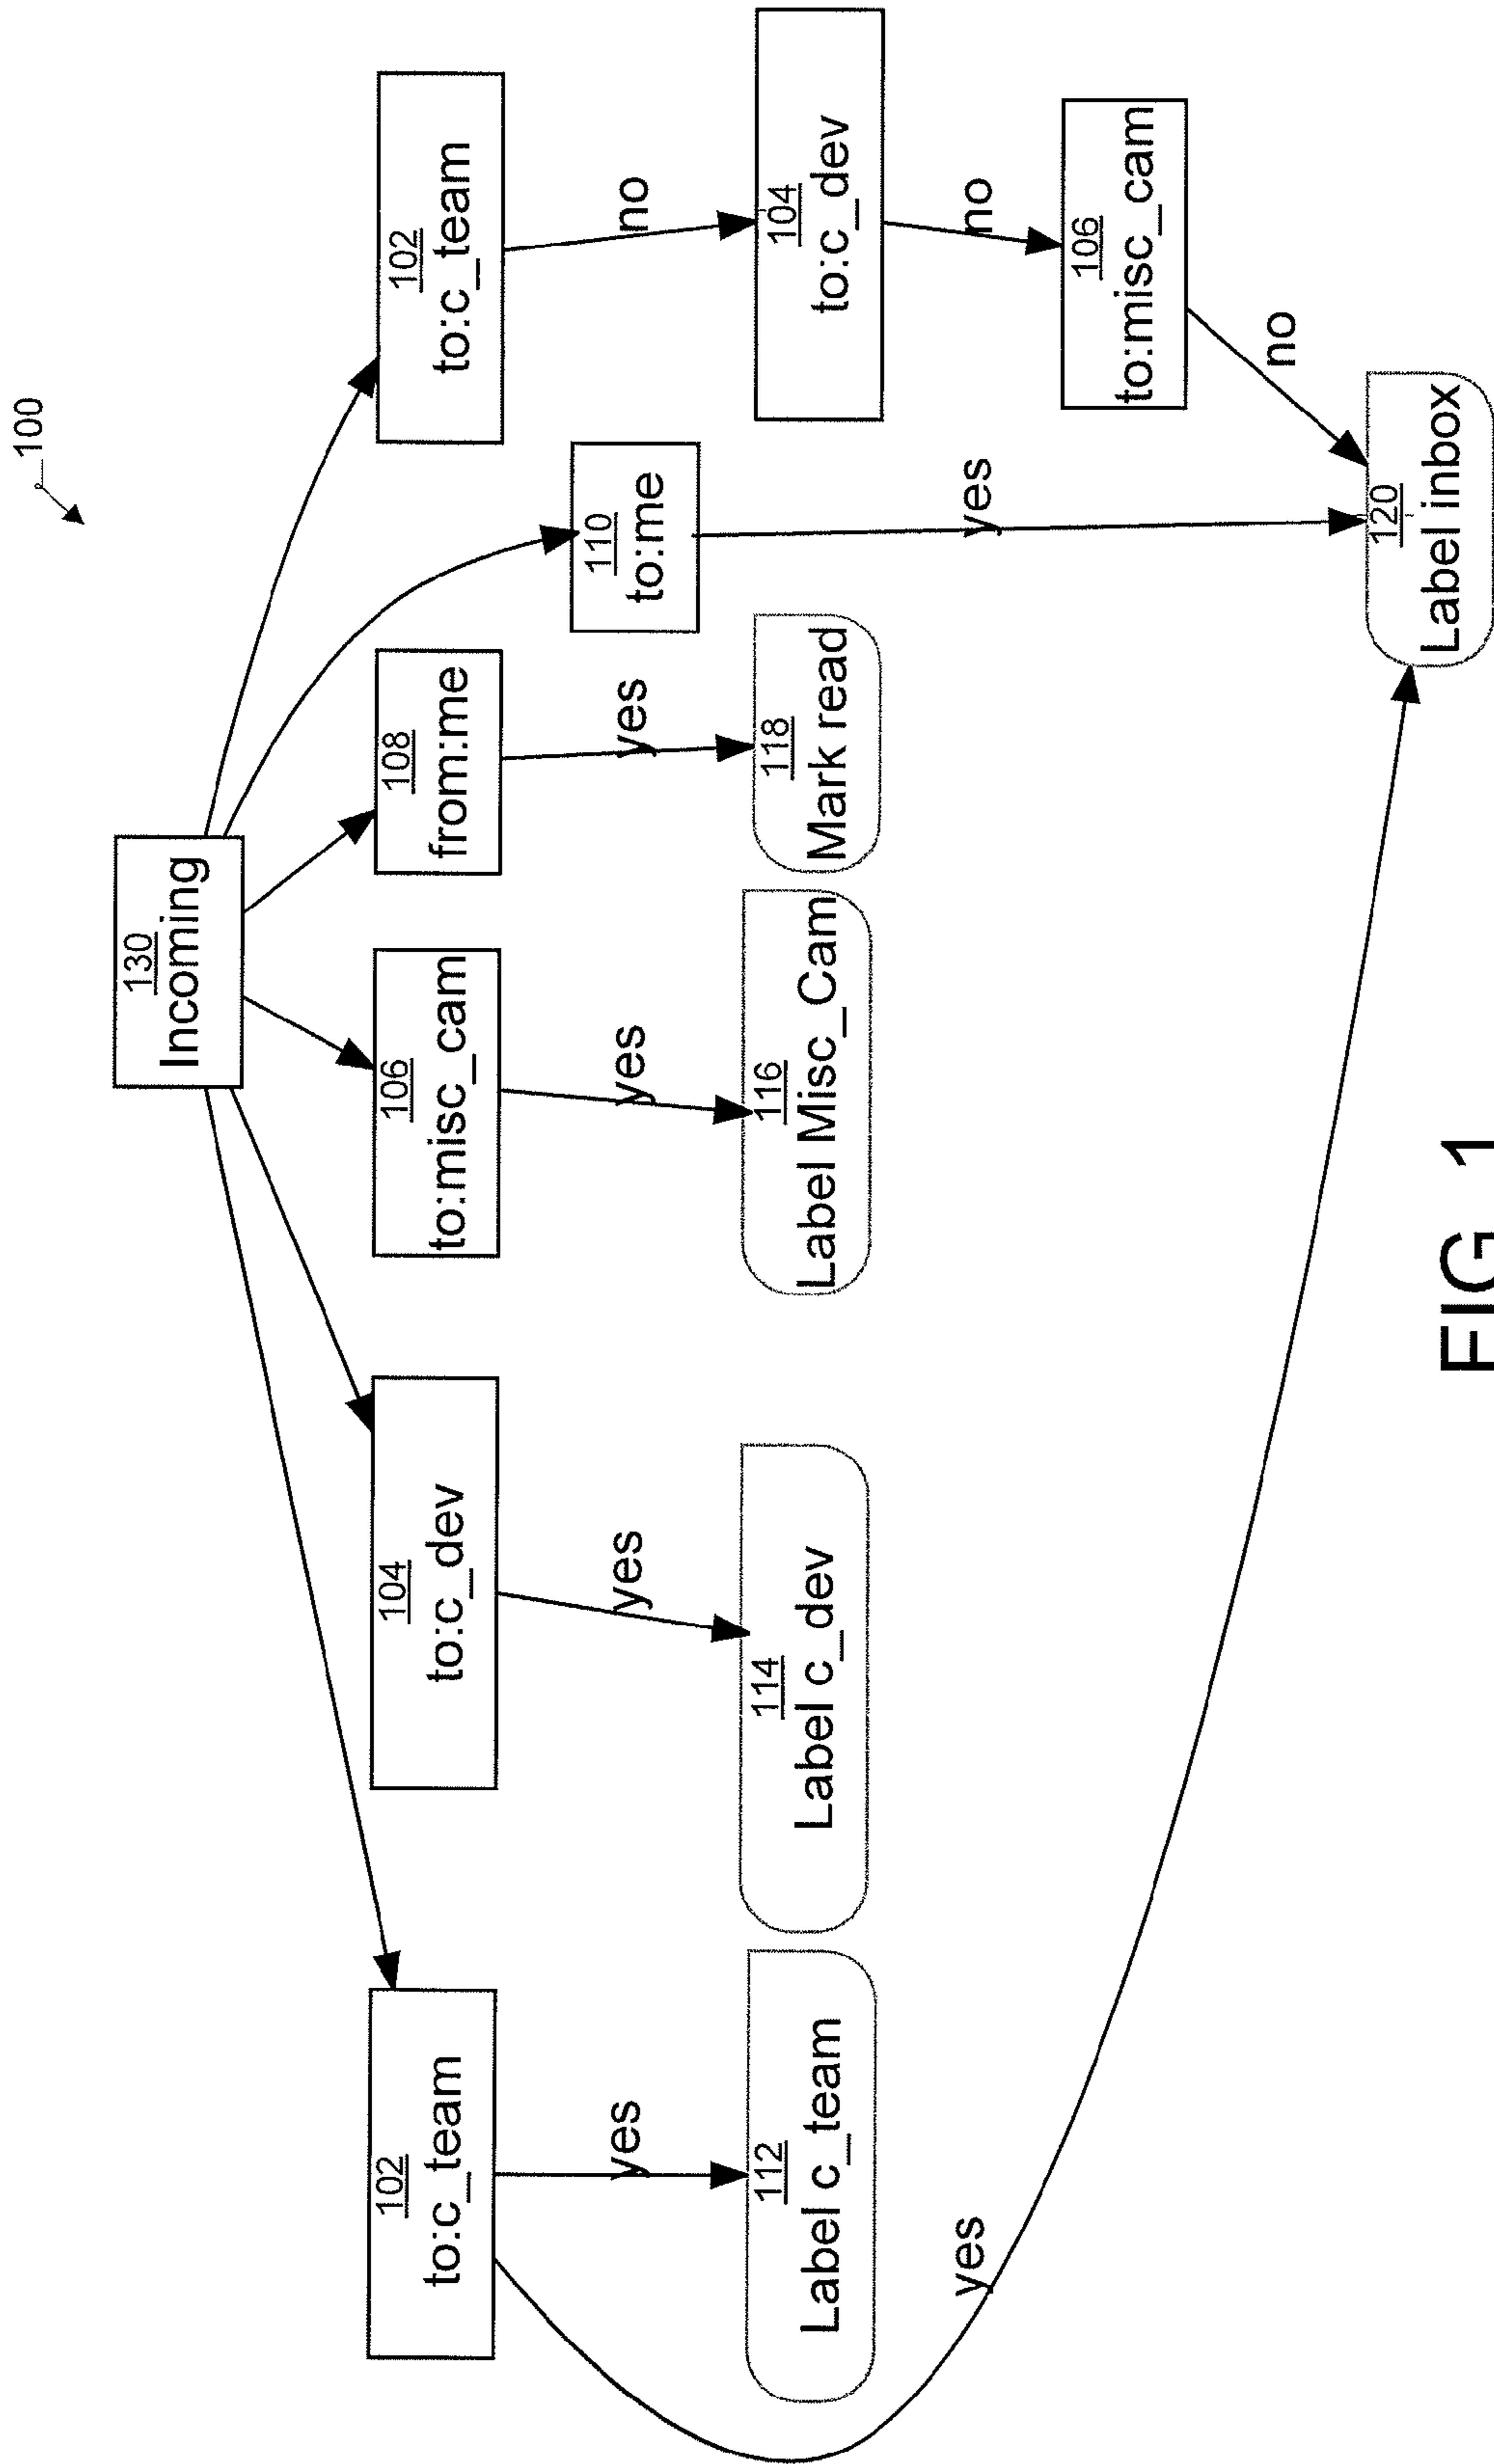 100
130
Incoming
102
to:c_team
104
to:c_dev
106
to:misc_cam
108
from:me
110
to:me
102
to:c_team
yes
yes
yes
yes
no
112
Label c_team
114
Label c_dev
116
Label Misc_Cam
118
Mark read
104
to:c_dev
yes
yes
no
106
to:misc_cam
no
120
Label inbox
FIG. 1